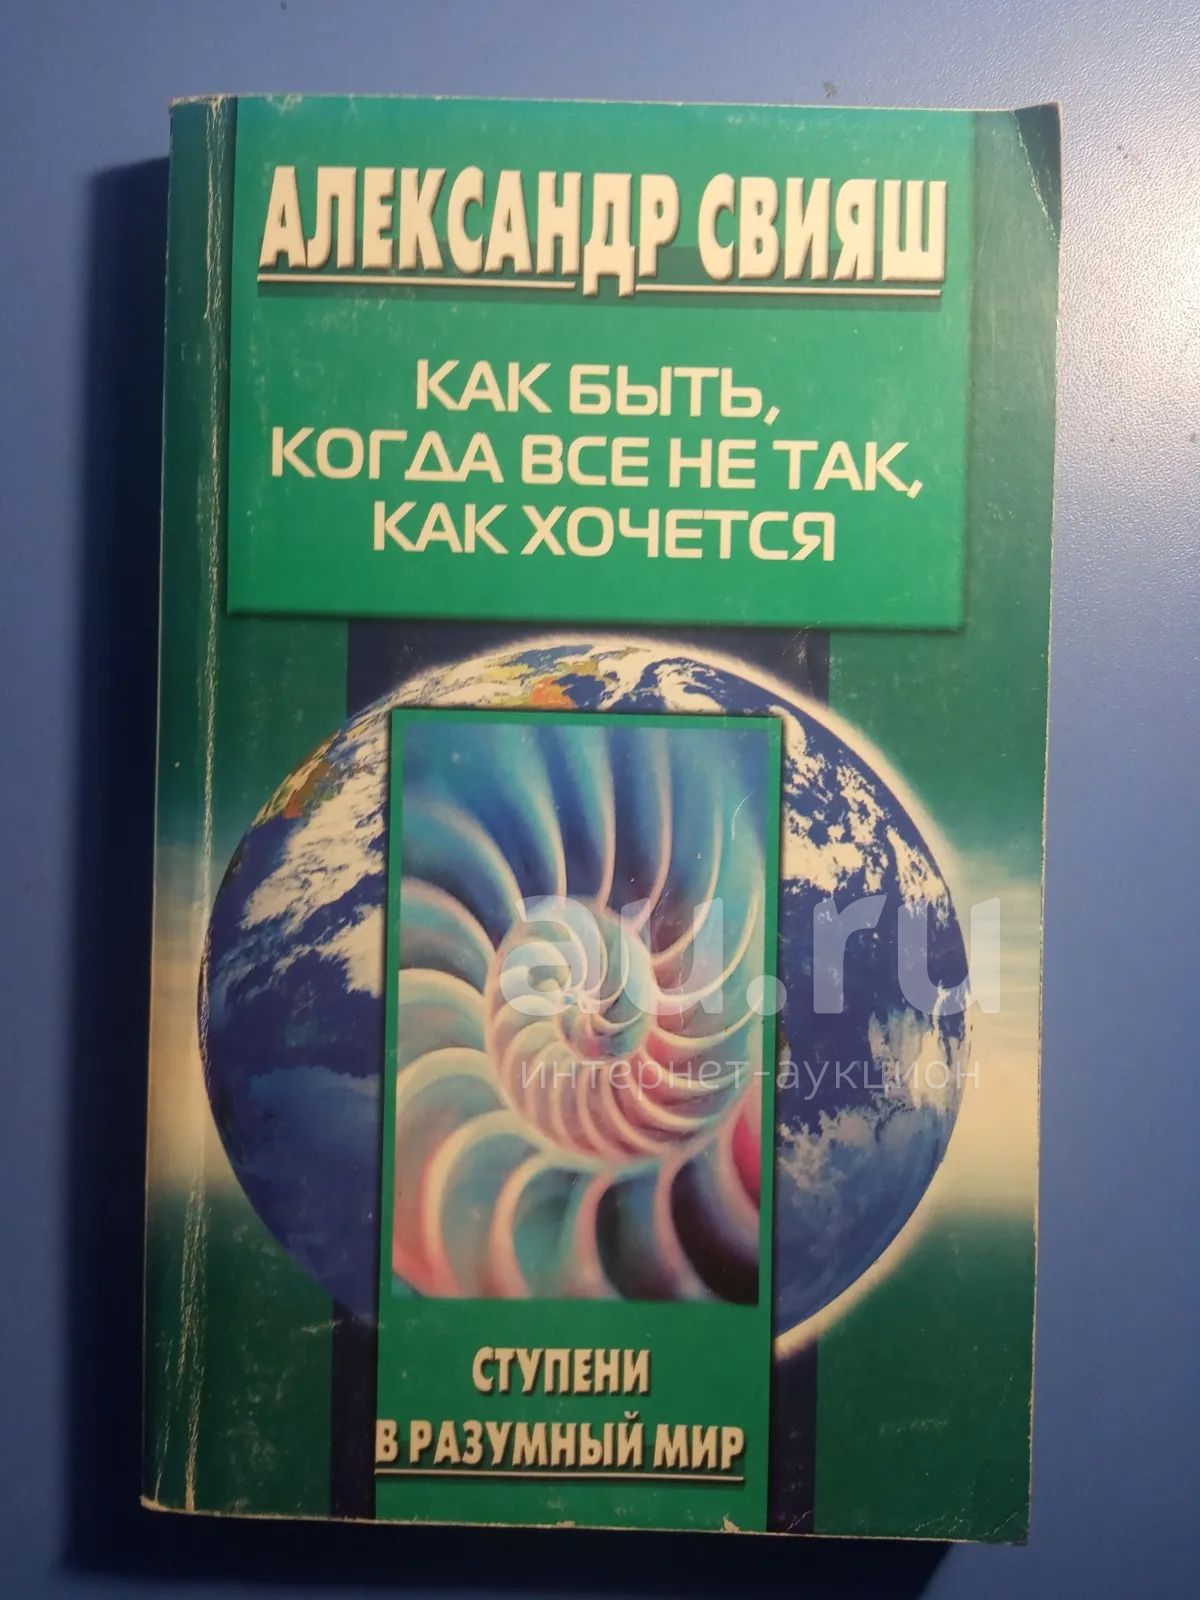 АЛЕКСАНДР СВИЯШ
КАК БЫТЬ,
КОГДА ВСЕ НЕ ТАК,
КАК ХОЧЕТСЯ
au.ru
интернет-аукцион
СТУПЕНИ
В РАЗУМНЫЙ МИР